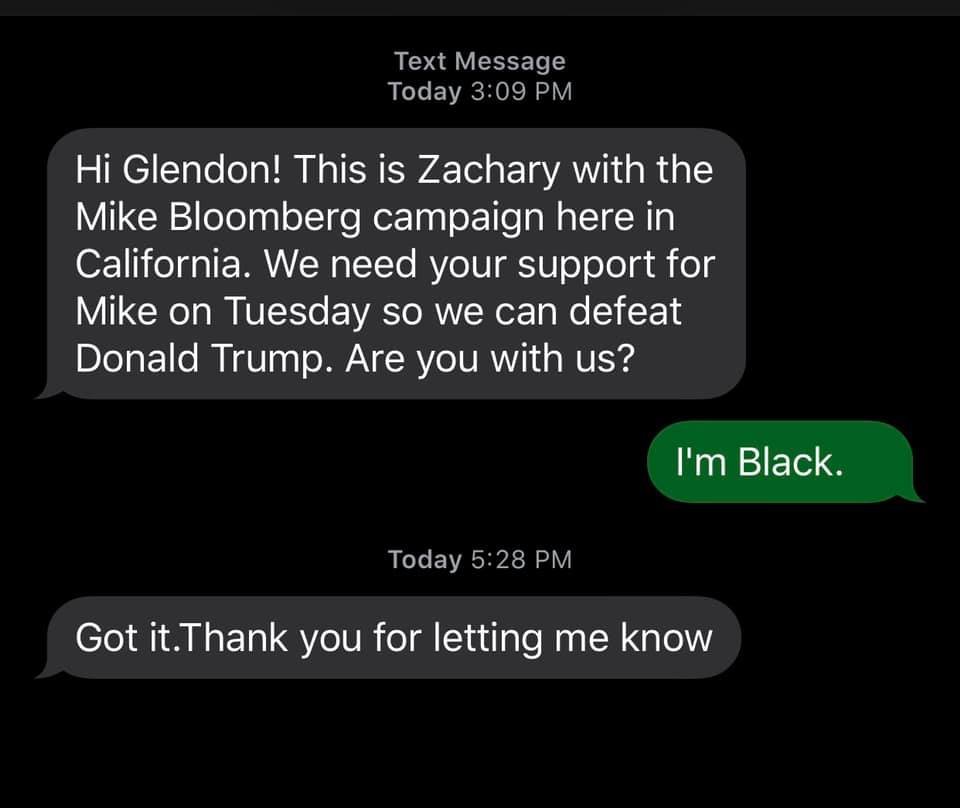 Text Message
Today 3:09 PM
Hi Glendon! This is Zachary with the
Mike Bloomberg campaign here in
California. We need your support for
Mike on Tuesday so we can defeat
Donald Trump. Are you with us?
I'm Black.
Today 5:28 PM
Got it.Thank you for letting me know